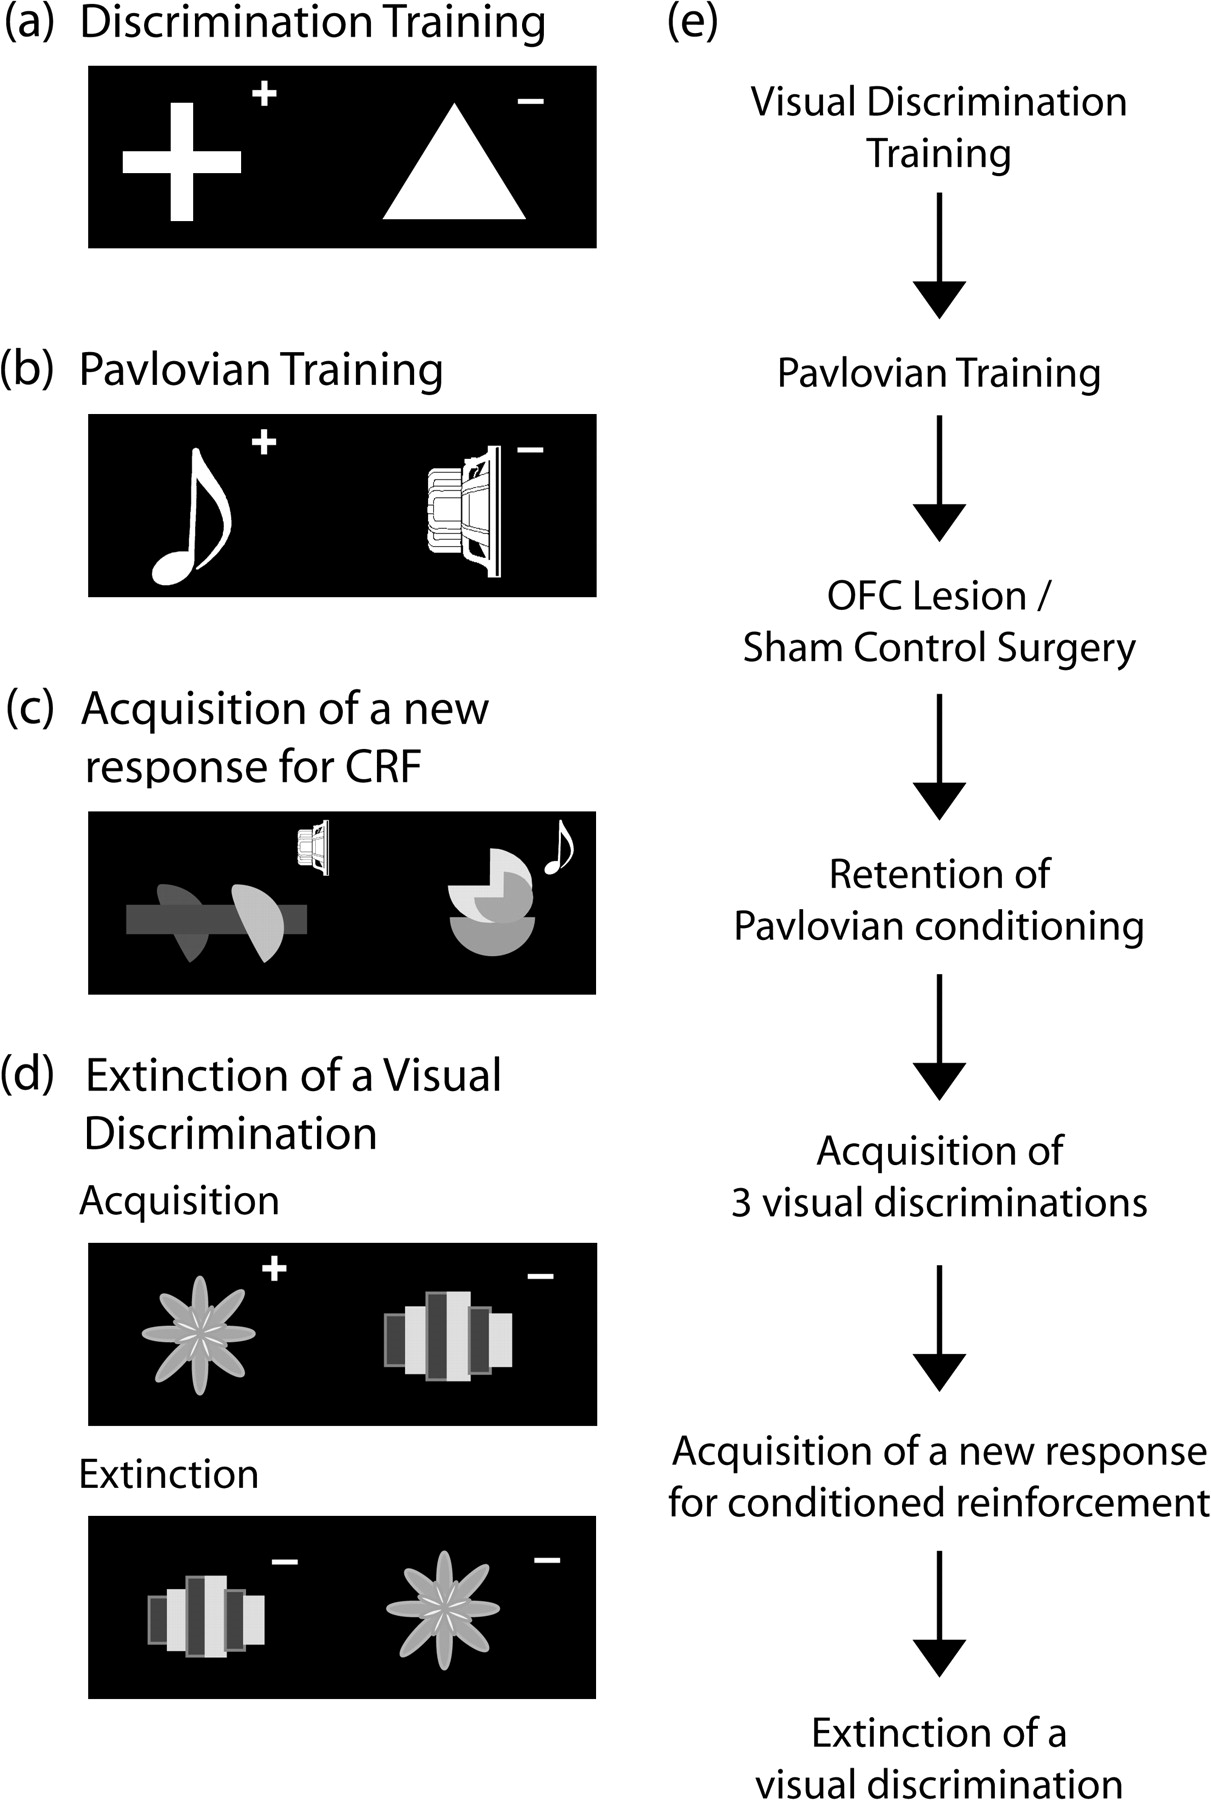 (a) Discrimination Training
+ −
(b) Pavlovian Training
+ −
(c) Acquisition of a new
response for CRF
(d) Extinction of a Visual
Discrimination
Acquisition
+ −
Extinction
− −
(e)
Visual Discrimination
Training
Pavlovian Training
OFC Lesion /
Sham Control Surgery
Retention of
Pavlovian conditioning
Acquisition of
3 visual discriminations
Acquisition of a new response
for conditioned reinforcement
Extinction of a
visual discrimination